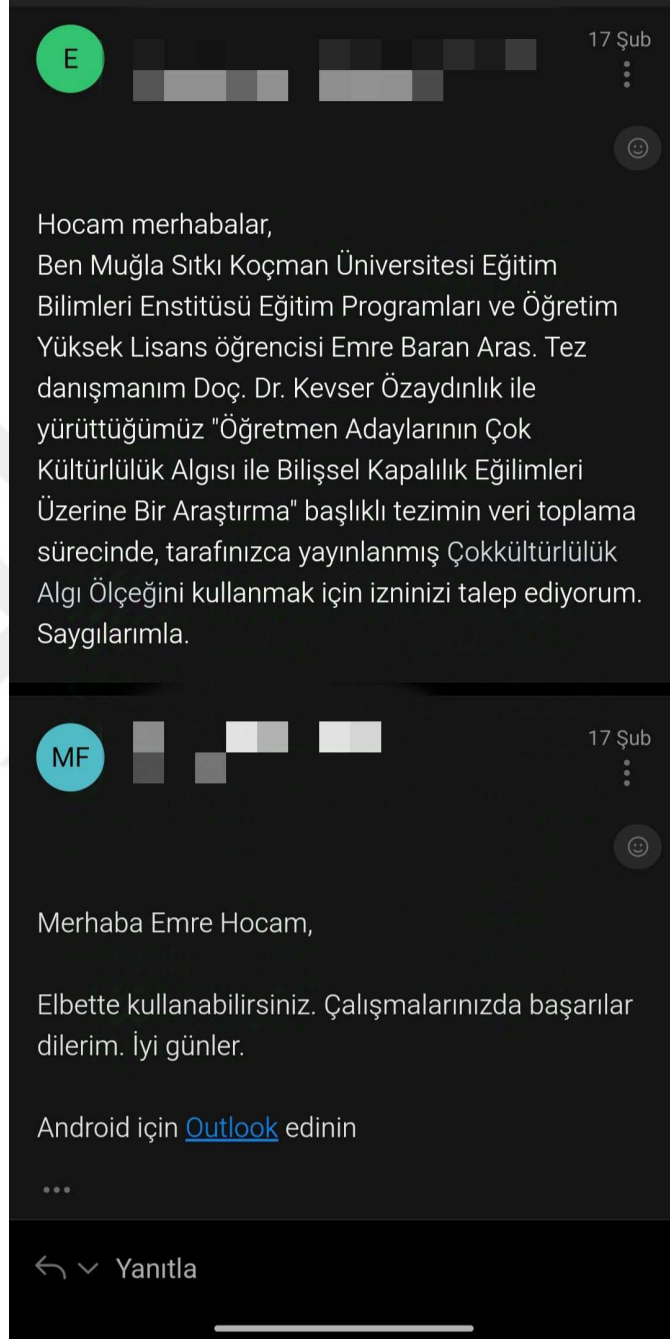 E
17 Şub
Hocam merhabalar,
Ben Muğla Sıtkı Koçman Üniversitesi Eğitim
Bilimleri Enstitüsü Eğitim Programları ve Öğretim
Yüksek Lisans öğrencisi Emre Baran Aras. Tez
danışmanım Doç. Dr. Kevser Özaydınlık ile
yürüttüğümüz "Öğretmen Adaylarının Çok
Kültürlülük Algısı ile Bilişsel Kapalılık Eğilimleri
Üzerine Bir Araştırma" başlıklı tezimin veri toplama
sürecinde, tarafınızca yayınlanmış Çokkültürlülük
Algı Ölçeğini kullanmak için izninizi talep ediyorum.
Saygılarımla.
MF
17 Şub
Merhaba Emre Hocam,
Elbette kullanabilirsiniz. Çalışmalarınızda başarılar
dilerim. İyi günler.
Android için Outlook edinin
Yanıtla